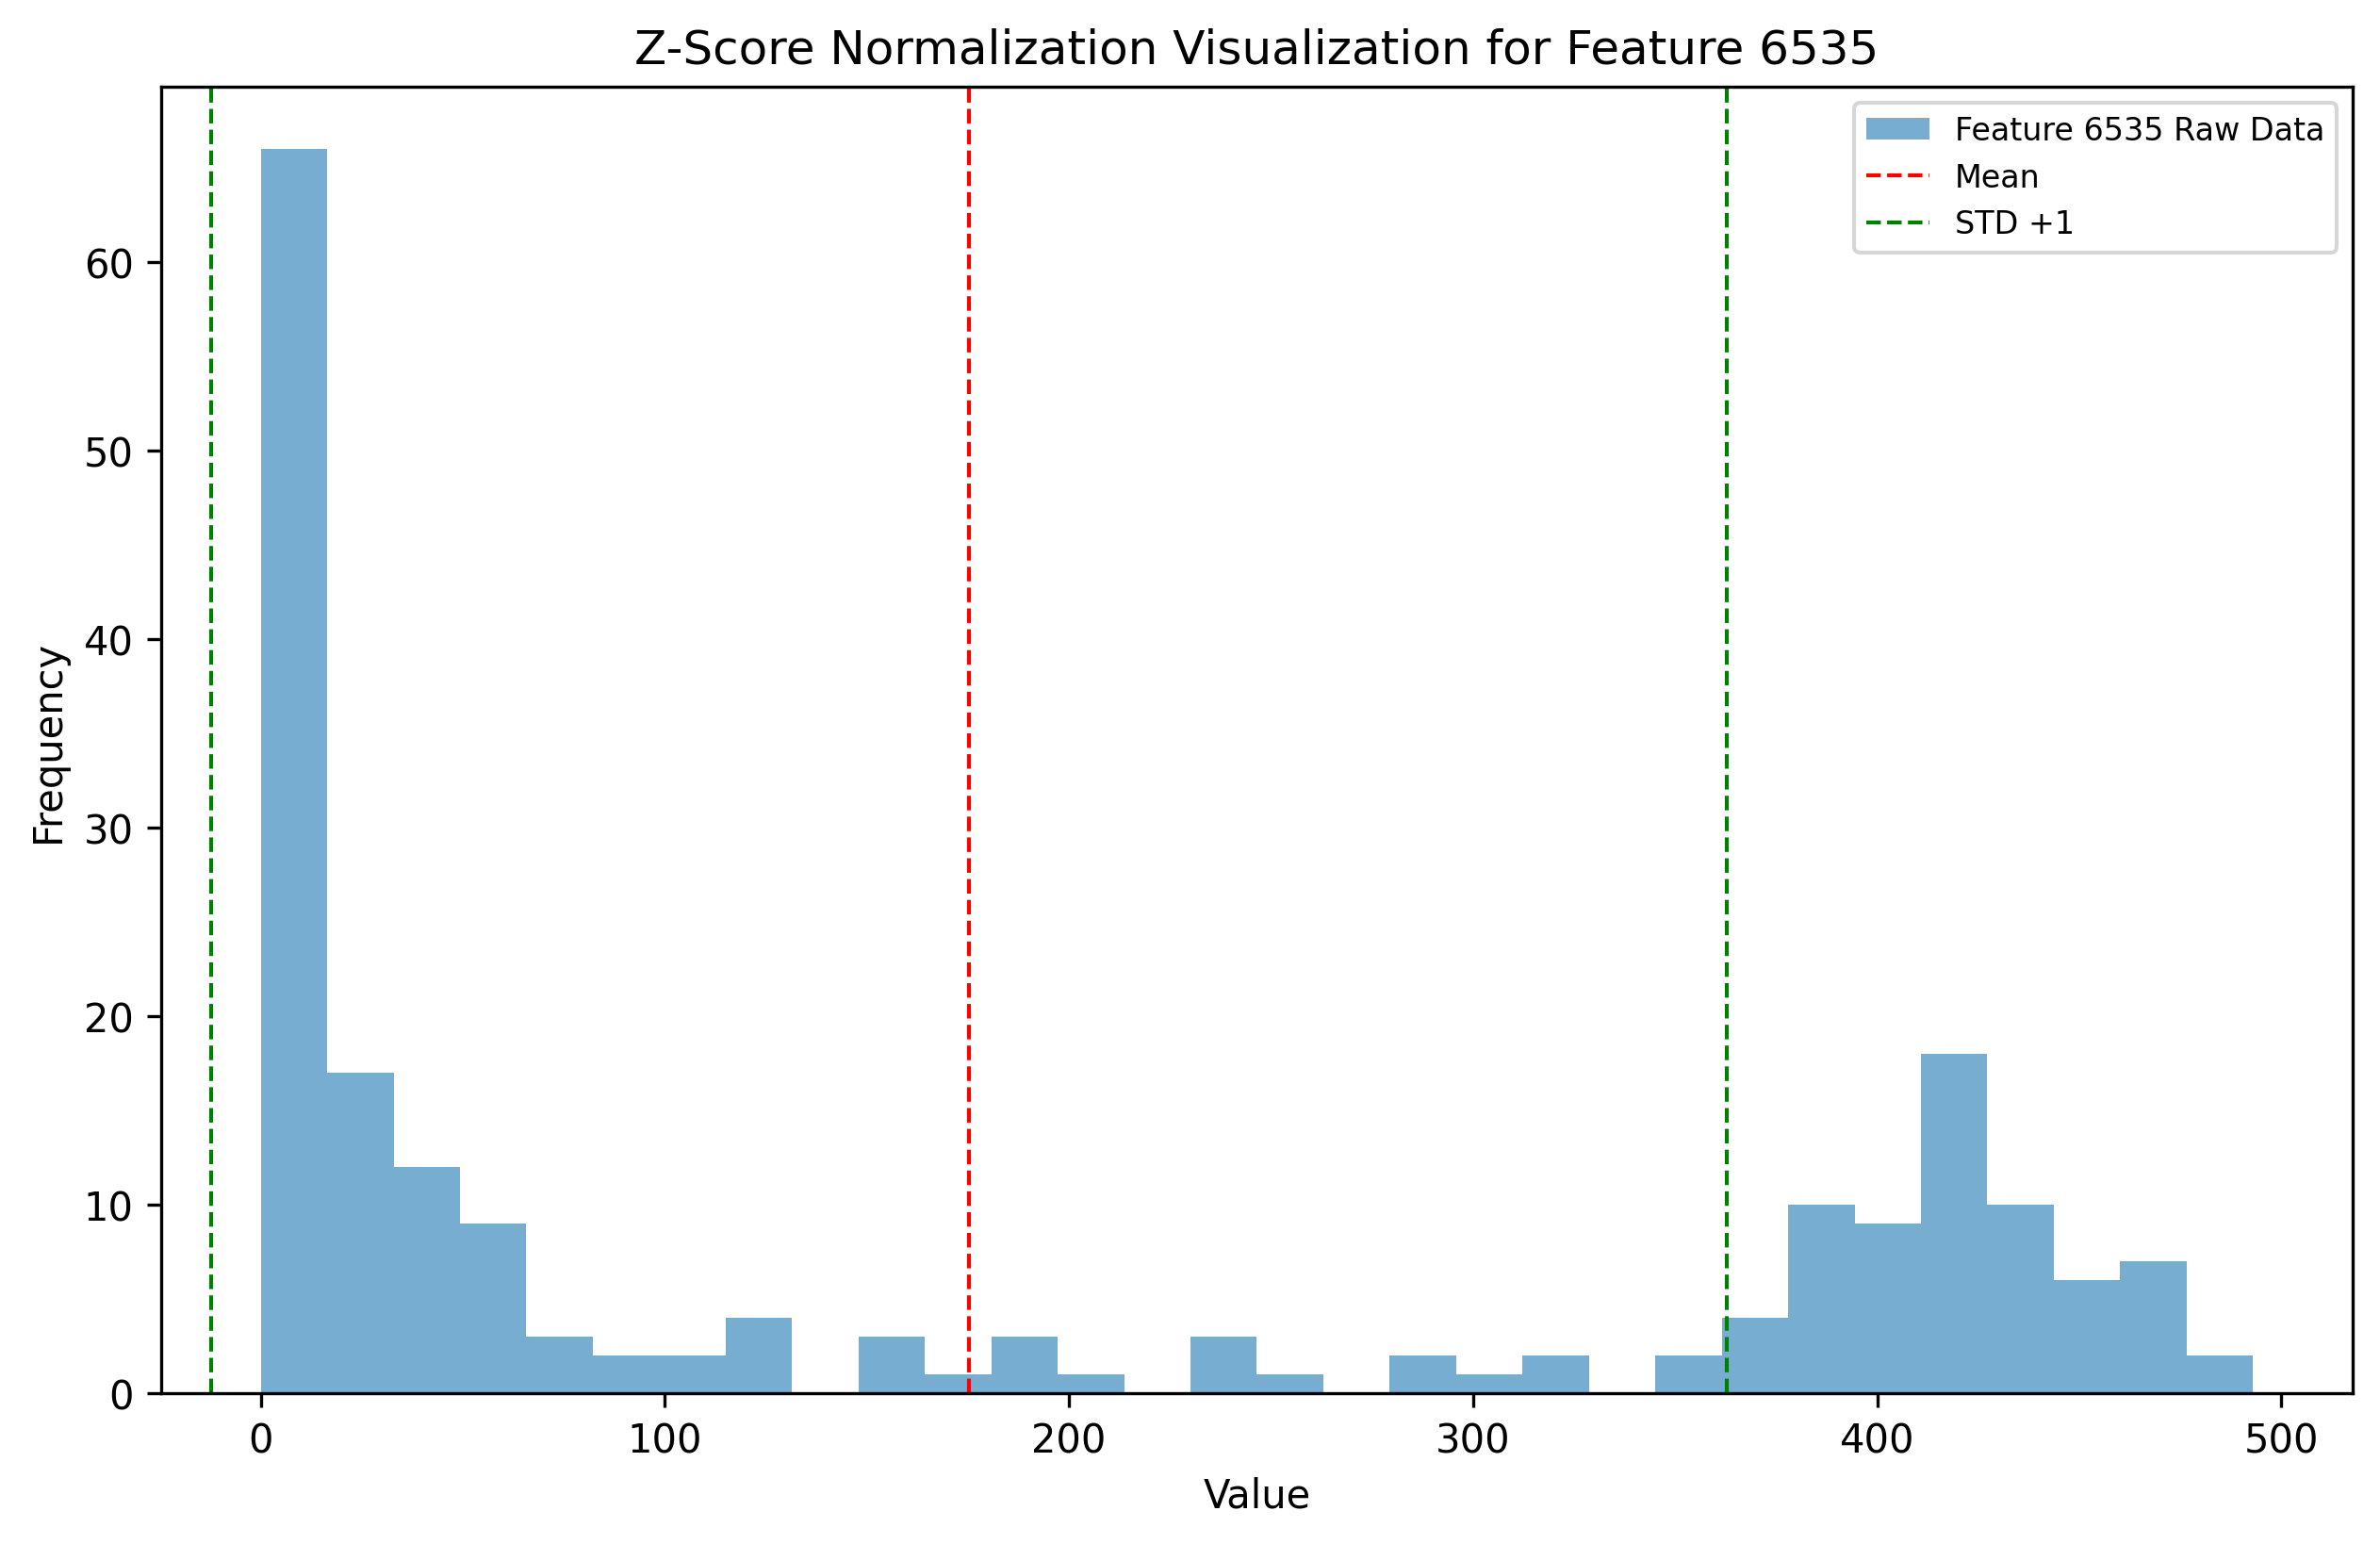 Z-Score Normalization Visualization for Feature 6535
Feature 6535 Raw Data
Mean
STD +1
Frequency
60
50
40
30
20
10
0
0 100 200 300 400 500
Value